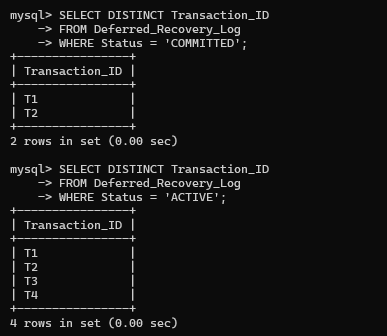 mysql> SELECT DISTINCT Transaction_ID
    -> FROM Deferred_Recovery_Log
    -> WHERE Status = 'COMMITTED';
+----------------+
| Transaction_ID |
+----------------+
| T1             |
| T2             |
+----------------+
2 rows in set (0.00 sec)

mysql> SELECT DISTINCT Transaction_ID
    -> FROM Deferred_Recovery_Log
    -> WHERE Status = 'ACTIVE';
+----------------+
| Transaction_ID |
+----------------+
| T1             |
| T2             |
| T3             |
| T4             |
+----------------+
4 rows in set (0.00 sec)